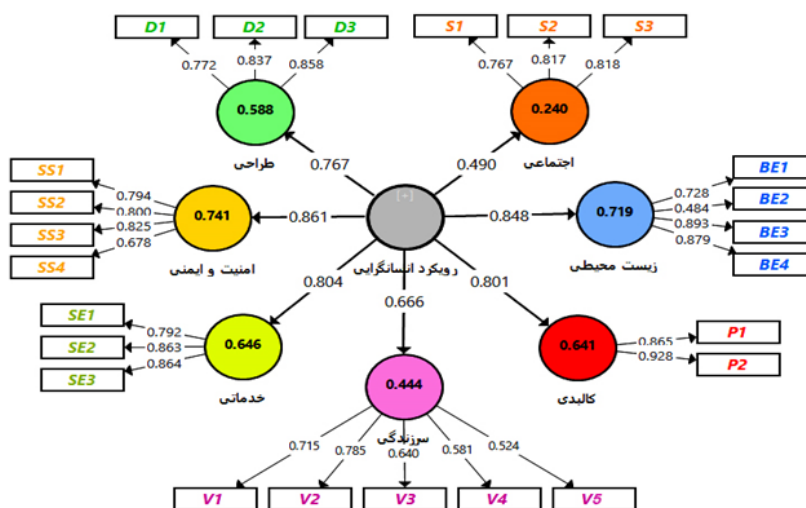 D1 D2 D3 S1 S2 S3
0.772 0.837 0.858 0.767 0.817 0.818
0.588 0.240
طراحی اجتماعی
0.767 0.490
SS1 SS2 SS3 SS4
0.794 0.800 0.825 0.678
0.741
امنیت و ایمنی
0.861
[+]
رویکرد انسانگرایی
0.848
0.719
زیست محیطی
0.728 0.484 0.893 0.879
BE1 BE2 BE3 BE4
0.804 0.666 0.801
SE1 SE2 SE3
0.792 0.863 0.864
0.646
خدماتی
0.444
سرزندگی
0.641
کالبدی
0.865 0.928
P1 P2
0.715 0.785 0.640 0.581 0.524
V1 V2 V3 V4 V5